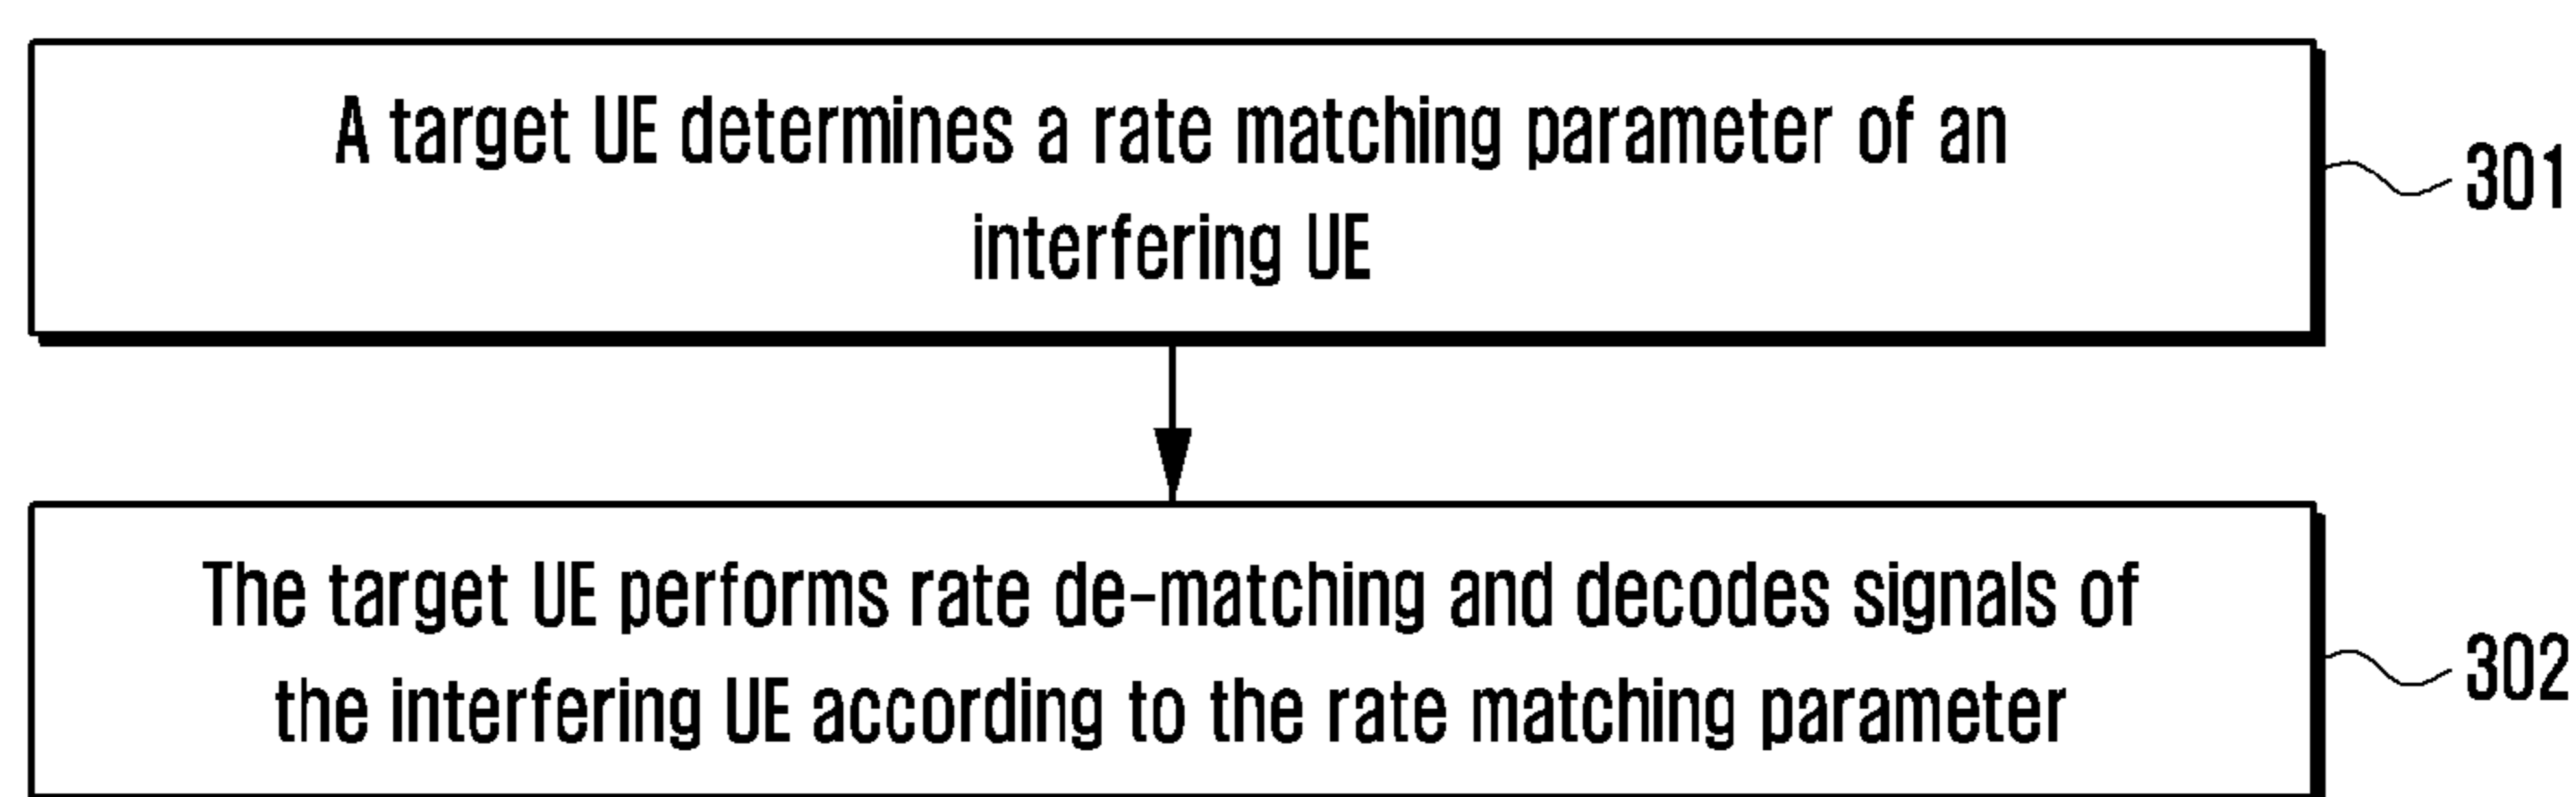 A target UE determines a rate matching parameter of an
interfering UE
301
The target UE performs rate de-matching and decodes signals of
the interfering UE according to the rate matching parameter
302